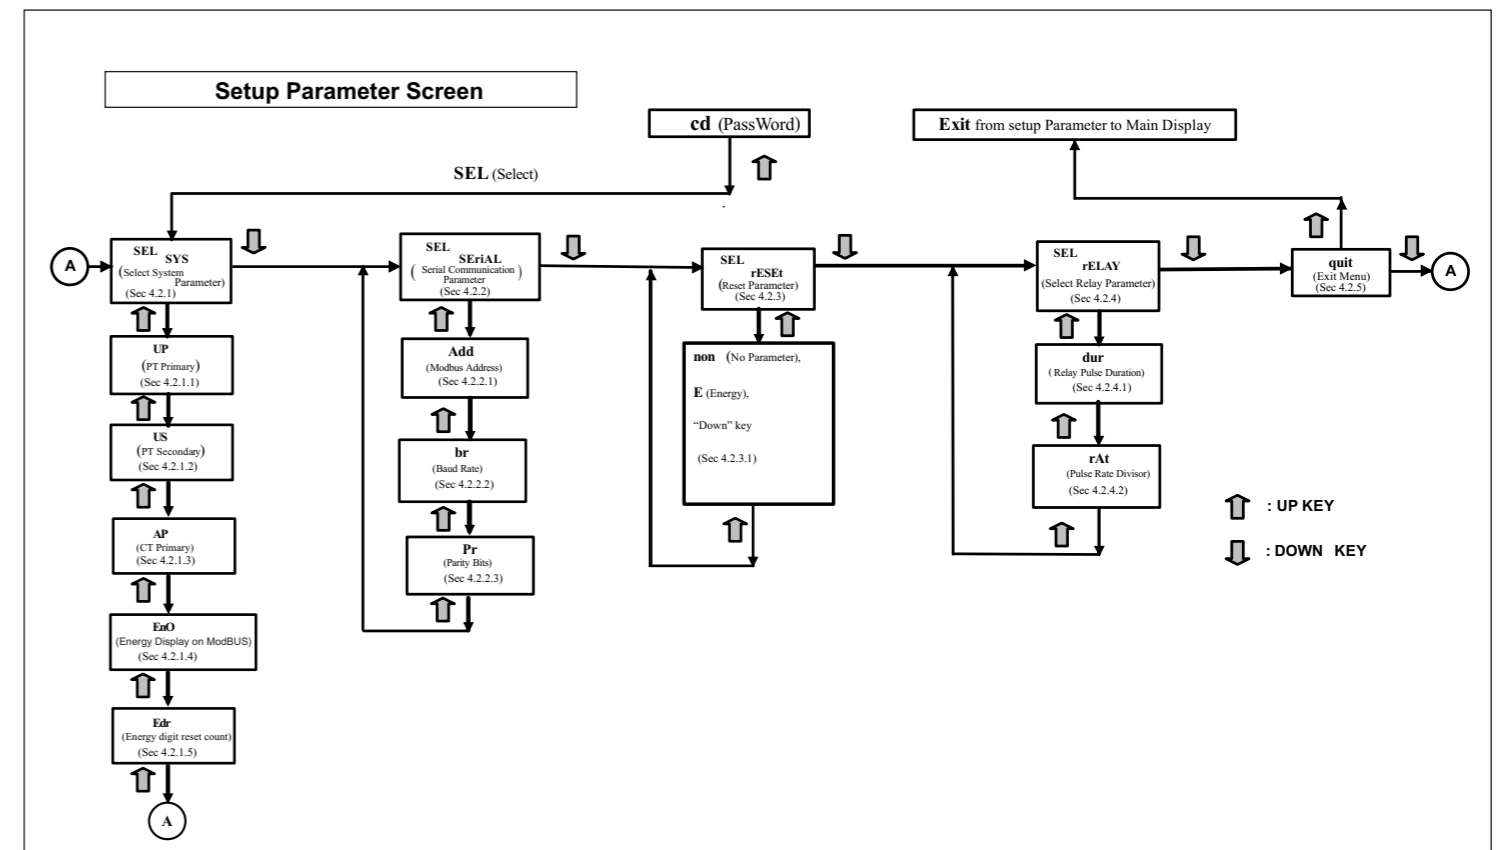 Setup Parameter Screen
cd (PassWord)
Exit from setup Parameter to Main Display
SEL (Select)
A
SEL
SYS
(Select System
Parameter)
(Sec 4.2.1)
UP
(PT Primary)
(Sec 4.2.1.1)
US
(PT Secondary)
(Sec 4.2.1.2)
AP
(CT Primary)
(Sec 4.2.1.3)
EnO
(Energy Display on ModBUS)
(Sec 4.2.1.4)
Edr
(Energy digit reset count)
(Sec 4.2.1.5)
A
SEL
SEriAL
( Serial Communication )
Parameter
(Sec 4.2.2)
Add
(Modbus Address)
(Sec 4.2.2.1)
br
(Baud Rate)
(Sec 4.2.2.2)
Pr
(Parity Bits)
(Sec 4.2.2.3)
SEL
rESEt
(Reset Parameter)
(Sec 4.2.3)
non (No Parameter),
E (Energy),
“Down” key
(Sec 4.2.3.1)
SEL
rELAY
(Select Relay Parameter)
(Sec 4.2.4)
dur
( Relay Pulse Duration)
(Sec 4.2.4.1)
rAt
(Pulse Rate Divisor)
(Sec 4.2.4.2)
quit
(Exit Menu)
(Sec 4.2.5)
A
: UP KEY
: DOWN KEY